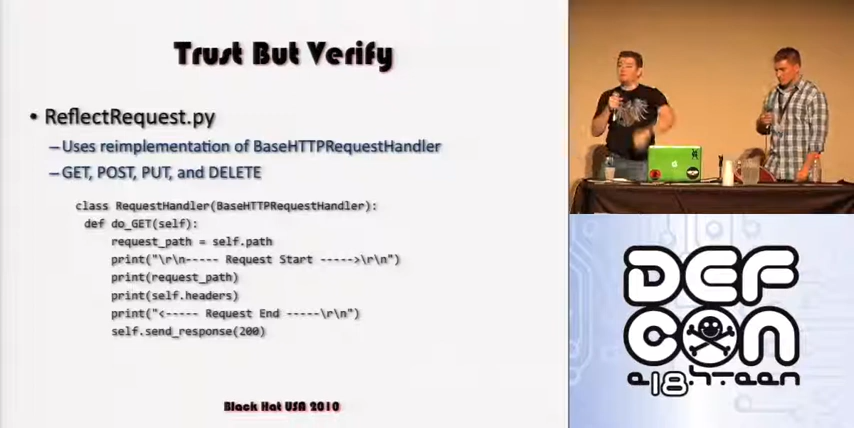 Trust But Verify
• ReflectRequest.py
–Uses reimplementation of BaseHTTPRequestHandler
–GET, POST, PUT, and DELETE
class RequestHandler(BaseHTTPRequestHandler):
def do_GET(self):
request_path = self.path
print("\r\n----- Request Start ----->\r\n")
print(request_path)
print(self.headers)
print("<----- Request End -----\r\n")
self.send_response(200)
Black Hat USA 2010
DEF
CON
e18h-teen